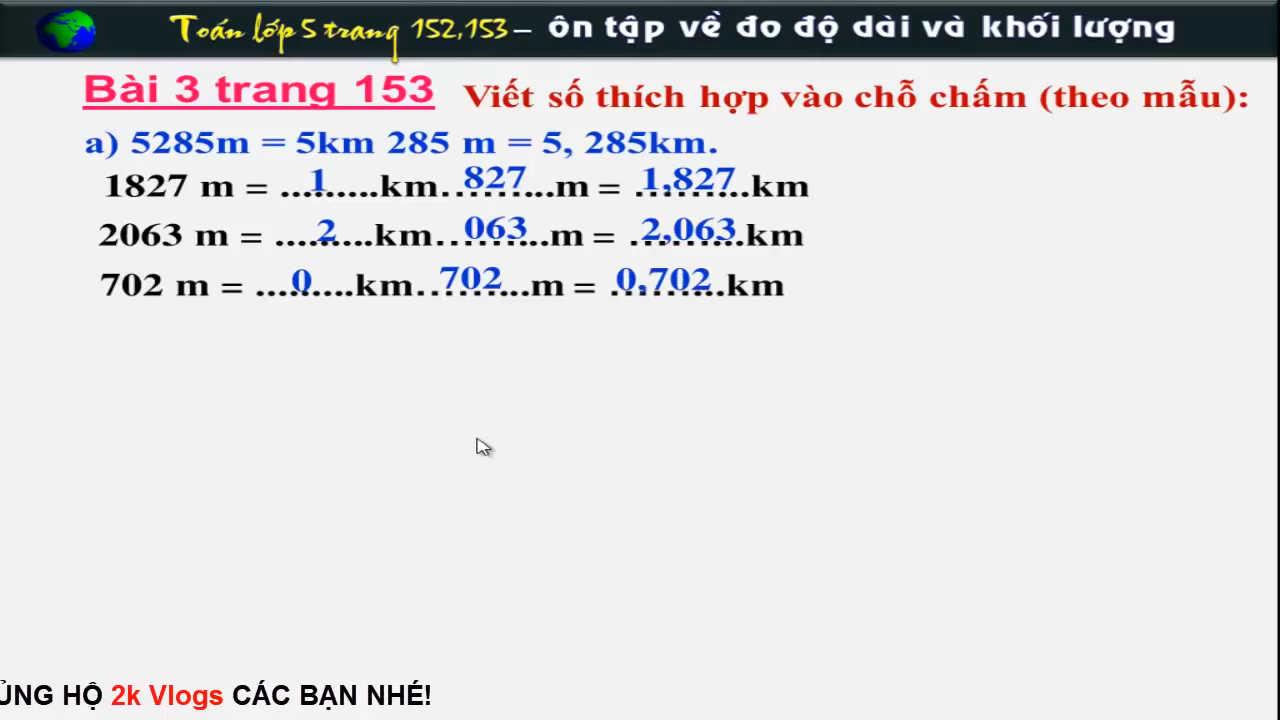 Toán lớp 5 trang 152,153 – ôn tập về đo độ dài và khối lượng
Bài 3 trang 153 Viết số thích hợp vào chỗ chấm (theo mẫu):
a) 5285m = 5km 285 m = 5, 285km.
1827 m = ....1.....km..827...m = .1,827..km
2063 m = ....2.....km..063...m = .2,063..km
702 m = ....0.....km..702...m = .0,702..km
ỦNG HỘ 2k Vlogs CÁC BẠN NHÉ!